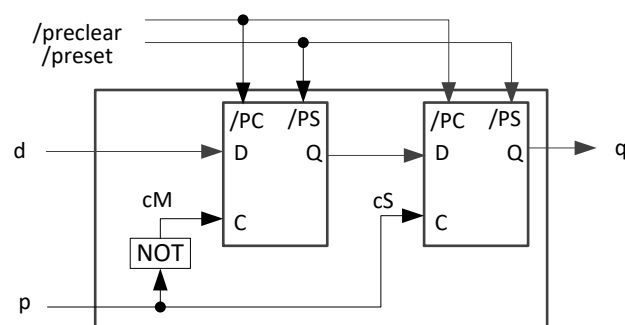 /preclear
/preset
/PC /PS /PC /PS
d D Q D Q q
cM cS
C C
NOT
p